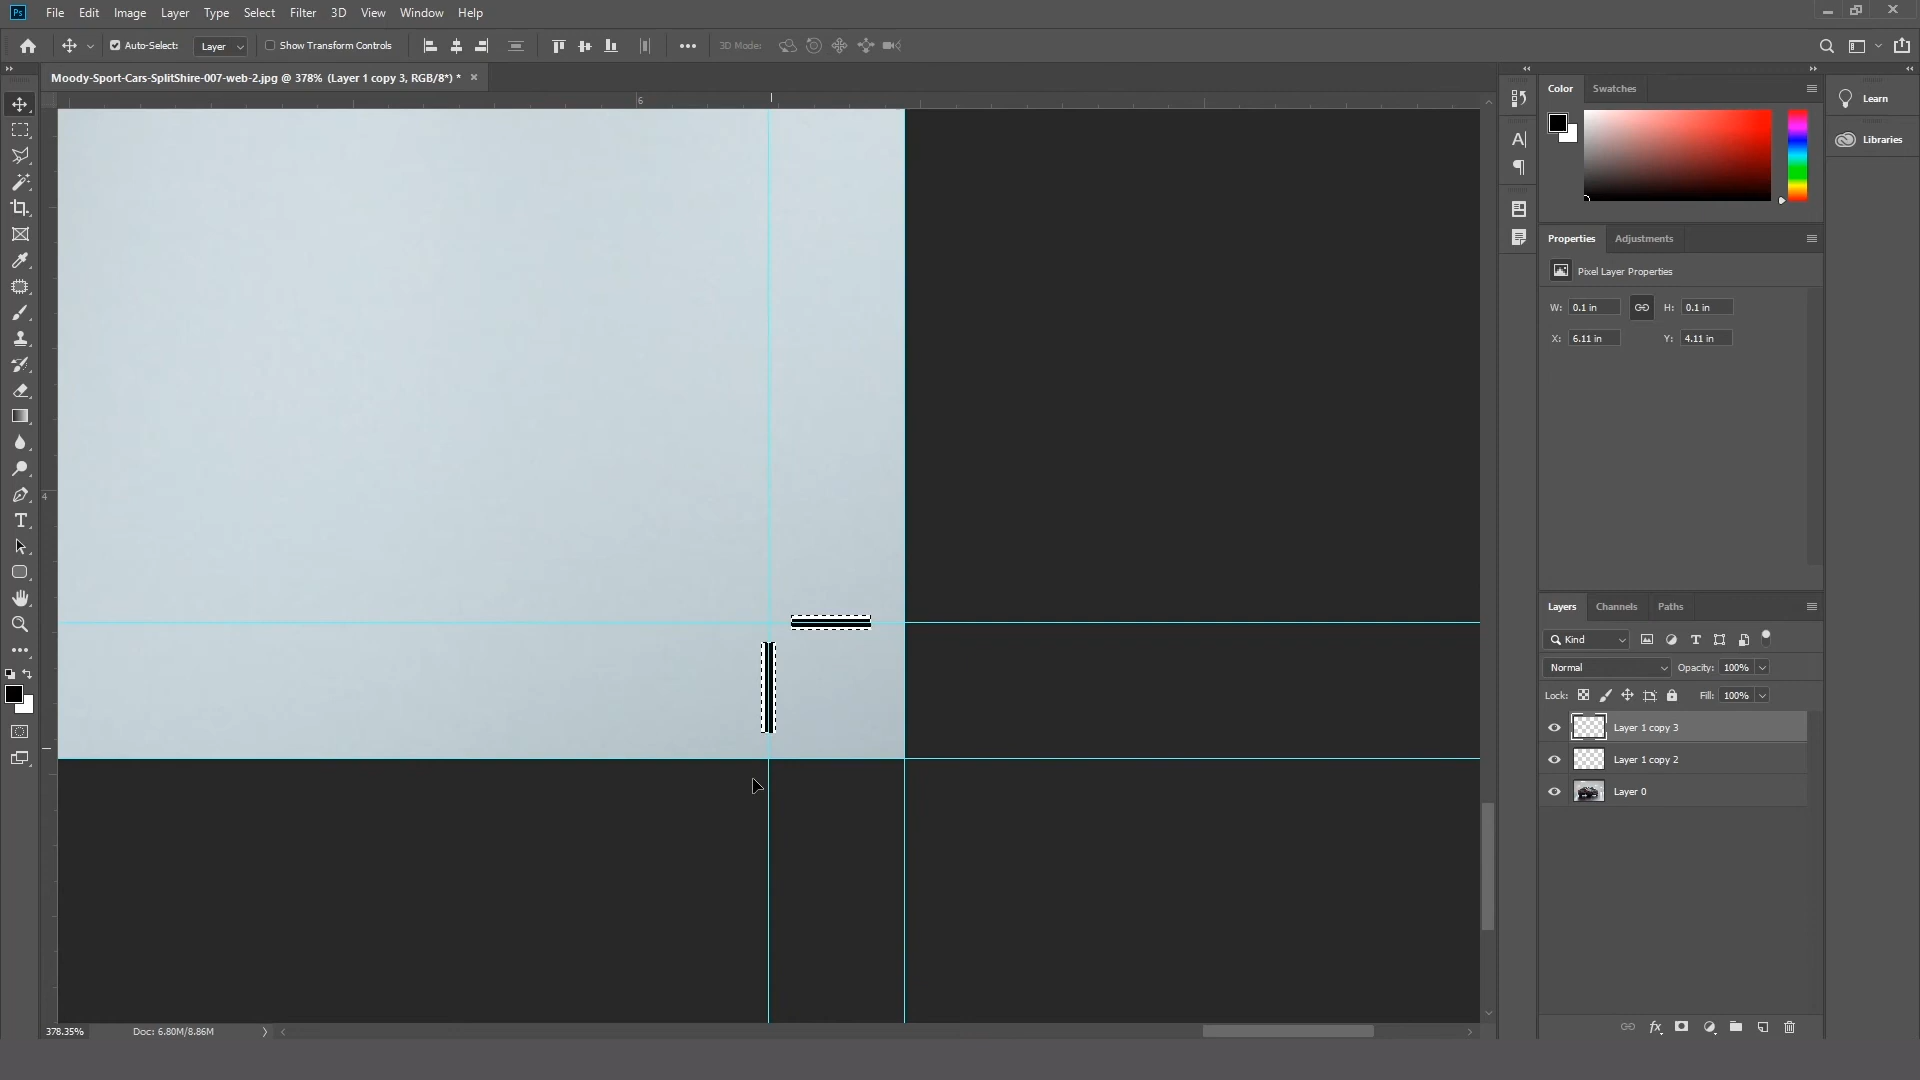 Ps File Edit Image Layer Type Select Filter 3D View Window Help
Auto-Select: Layer Show Transform Controls 3D Mode:
Moody-Sport-Cars-SplitShire-007-web-2.jpg @ 378% (Layer 1 copy 3, RGB/8*) *
6
4
Color Swatches
Learn
Libraries
Properties Adjustments
Pixel Layer Properties
W: 0.1 in H: 0.1 in
X: 6.11 in Y: 4.11 in
Layers Channels Paths
Kind
Normal Opacity: 100%
Lock: Fill: 100%
Layer 1 copy 3
Layer 1 copy 2
Layer 0
fx
378.35% Doc: 6.80M/8.86M